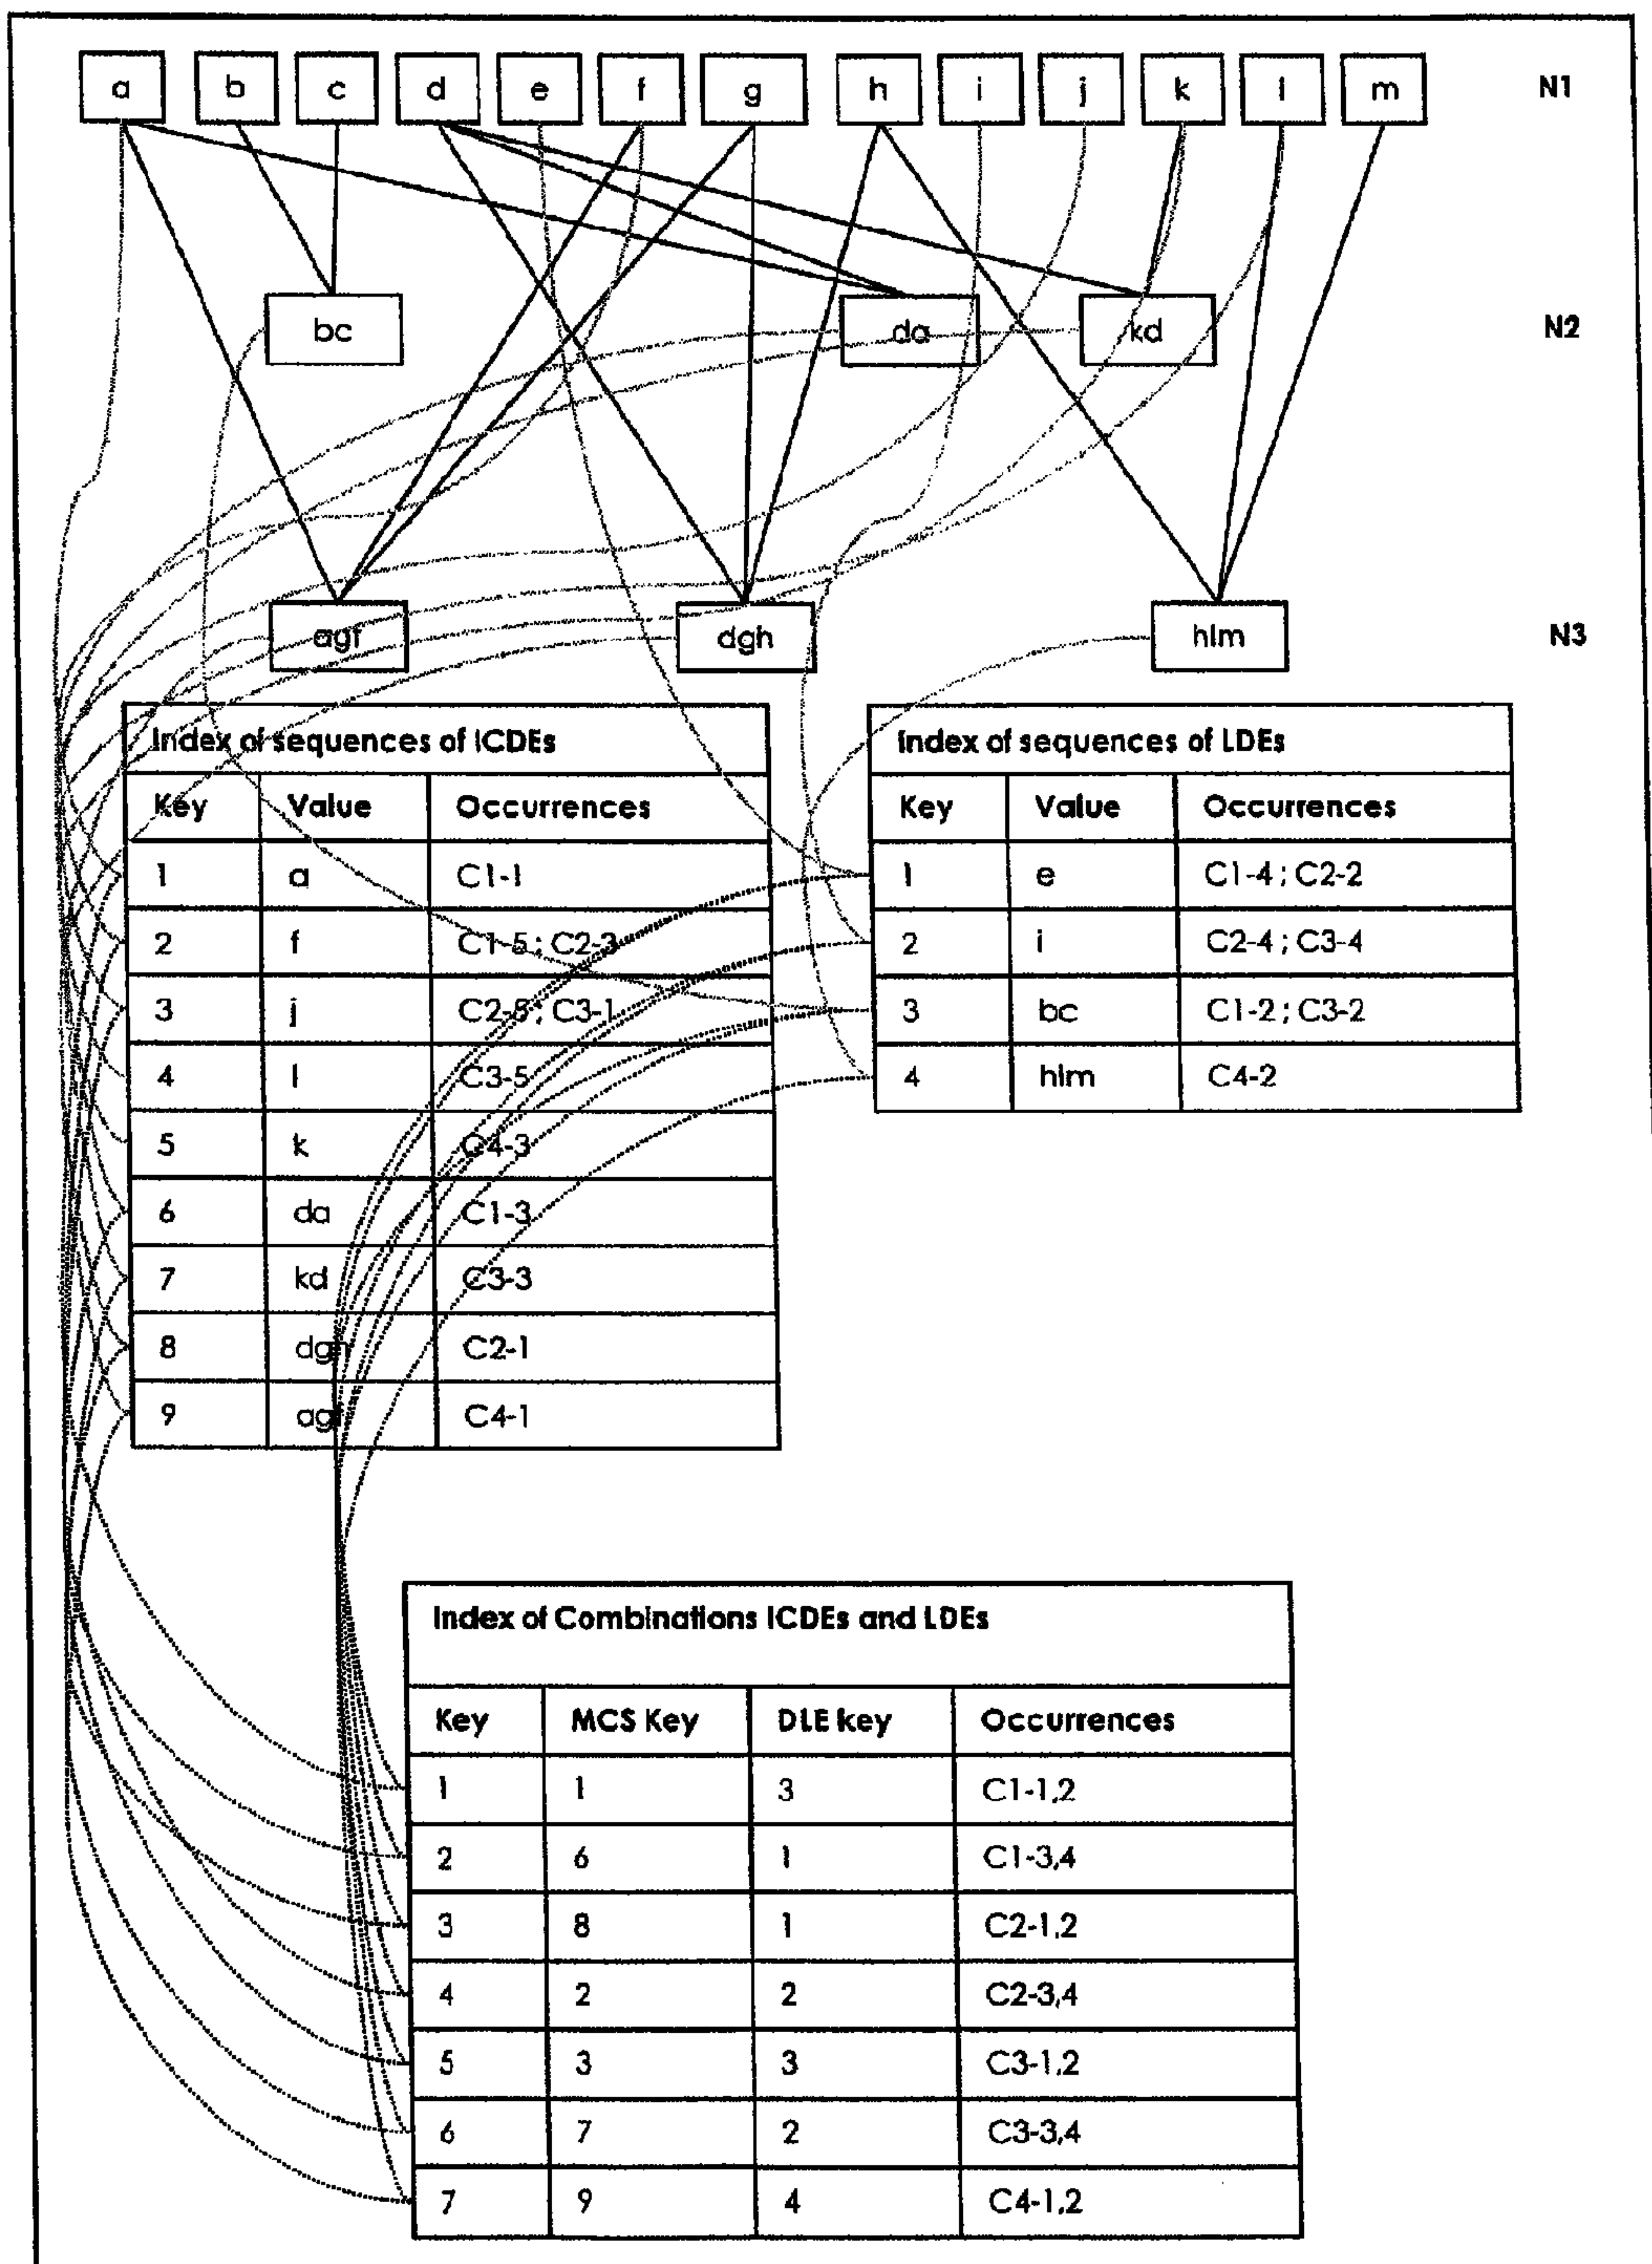 a b c d e f g h i j k l m N1
bc da kd N2
agf dgh hlm N3
Index of sequences of ICDEs
Key Value Occurrences
1 a C1-1
2 f C1-5; C2-3
3 j C2-5; C3-1
4 l C3-5
5 k C4-3
6 da C1-3
7 kd C3-3
8 dgh C2-1
9 agf C4-1
Index of sequences of LDEs
Key Value Occurrences
1 e C1-4; C2-2
2 i C2-4; C3-4
3 bc C1-2; C3-2
4 hlm C4-2
Index of Combinations ICDEs and LDEs
Key MCS Key DLE key Occurrences
1 1 3 C1-1,2
2 6 1 C1-3,4
3 8 1 C2-1,2
4 2 2 C2-3,4
5 3 3 C3-1,2
6 7 2 C3-3,4
7 9 4 C4-1,2